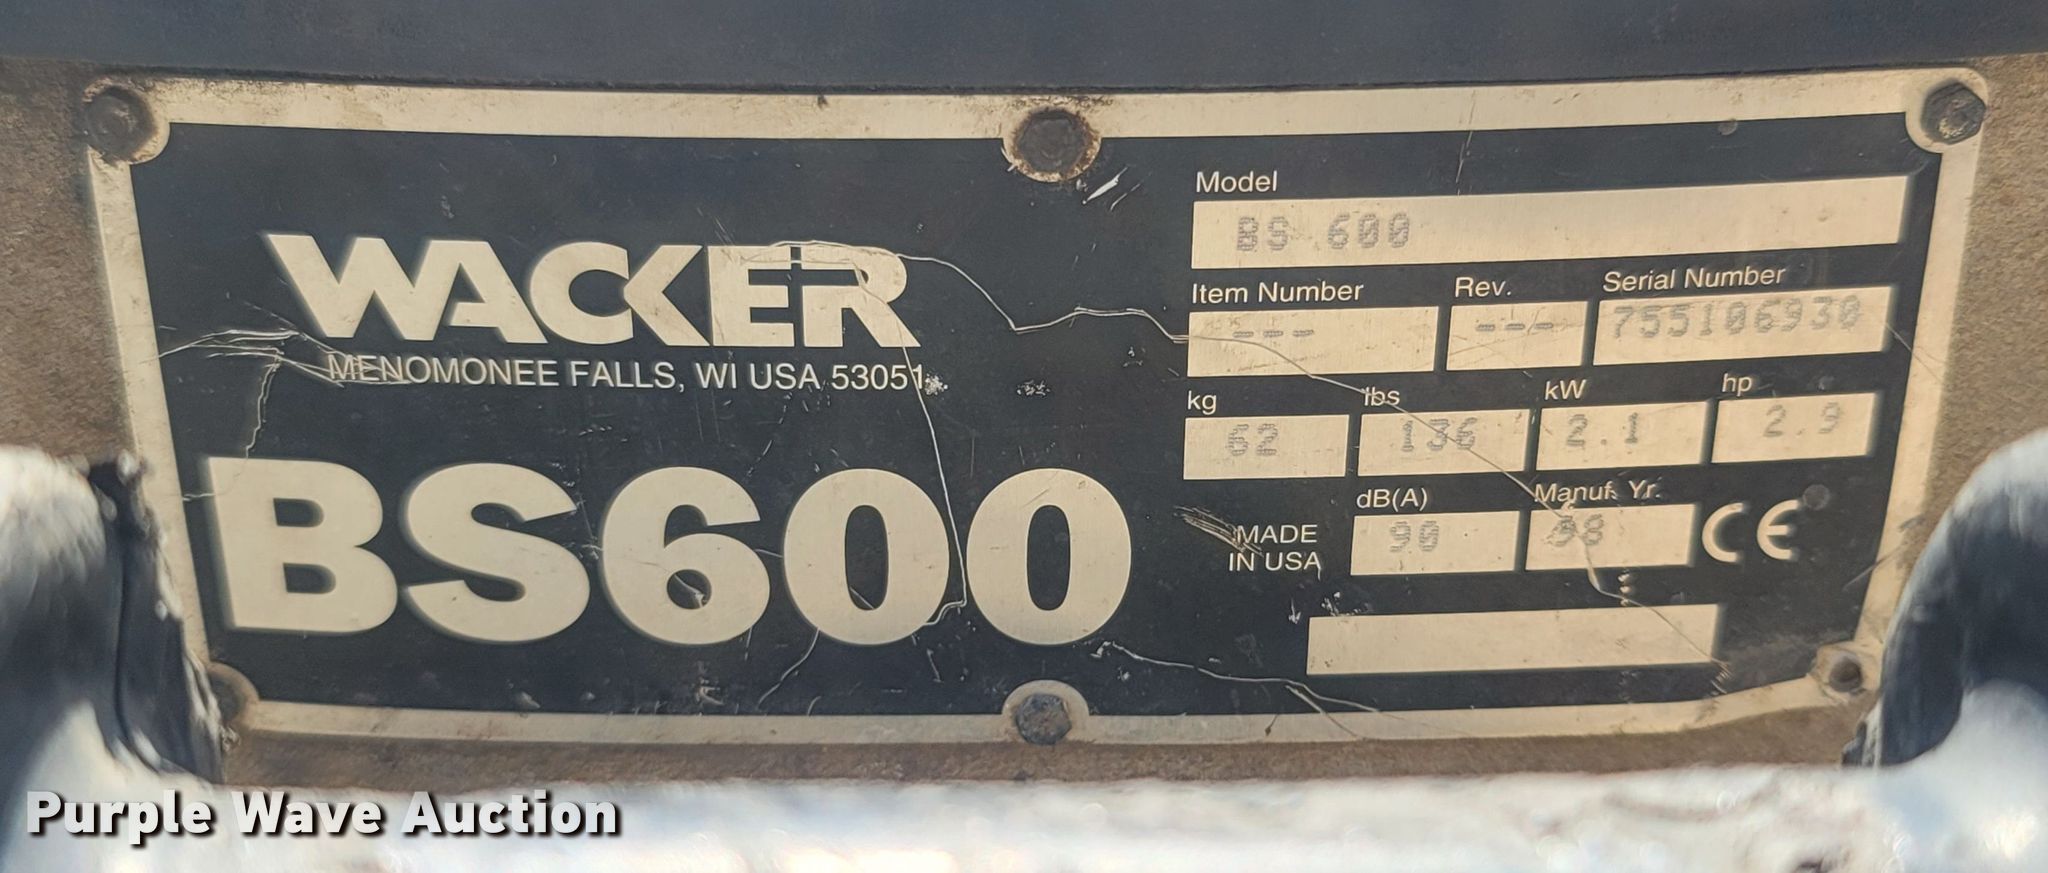 WACKER
MENOMONEE FALLS, WI USA 53051
BS600
Model
BS 600
Item Number Rev. Serial Number
--- --- 755106930
kg lbs kW hp
62 136 2.1 2.9
dB(A) Manuf. Yr.
MADE IN USA 90 98 CE
Purple Wave Auction